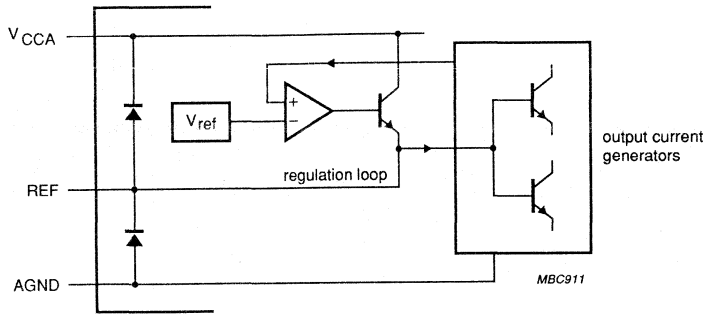 VCCA
+
−
Vref
output current
generators
REF
regulation loop
AGND
MBC911